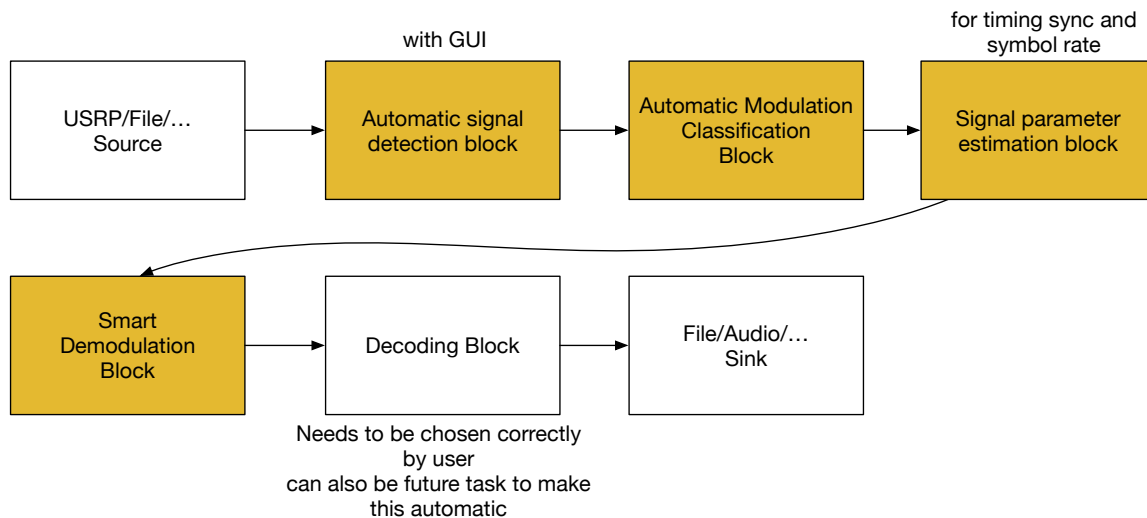 with GUI
for timing sync and
symbol rate
USRP/File/…
Source
Automatic signal
detection block
Automatic Modulation
Classification
Block
Signal parameter
estimation block
Smart
Demodulation
Block
Decoding Block
File/Audio/…
Sink
Needs to be chosen correctly
by user
can also be future task to make
this automatic